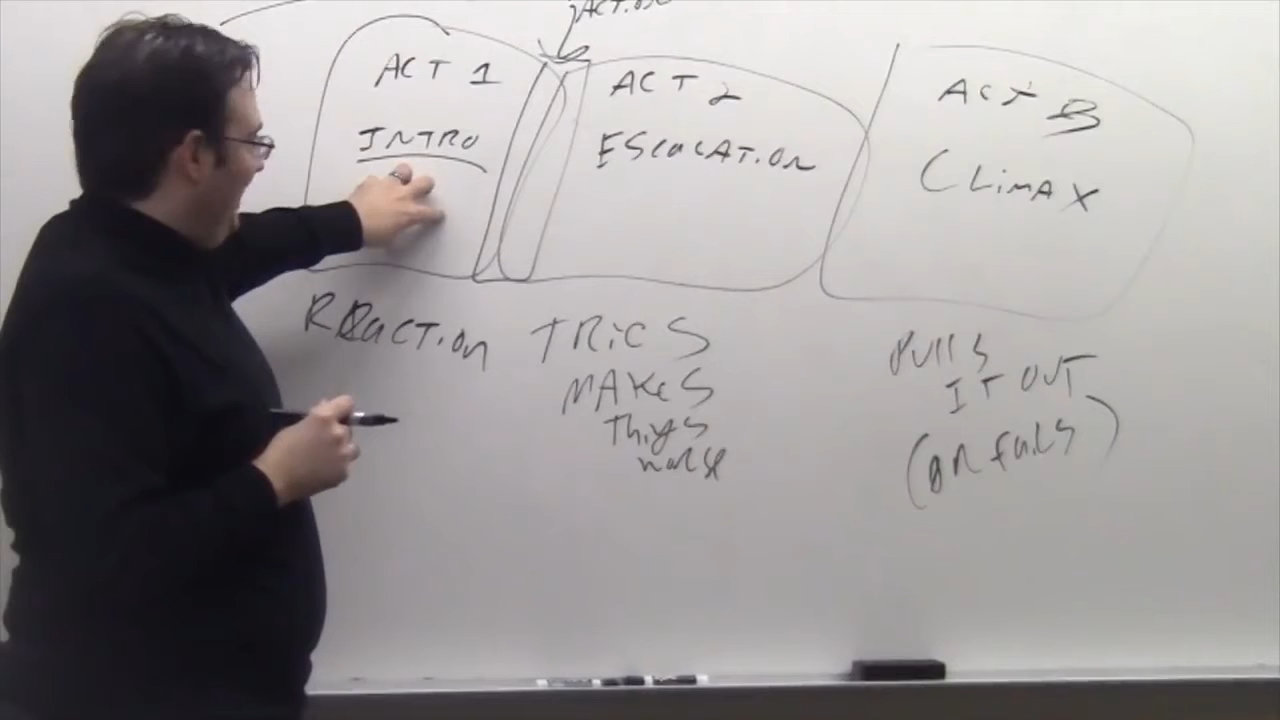 ACT 1
INTRO
ACT 2
ESCALATION
ACT 3
CLIMAX
REACTION
TRIES
MAKES
things
worse
PULLS
IT OUT
(OR fails)